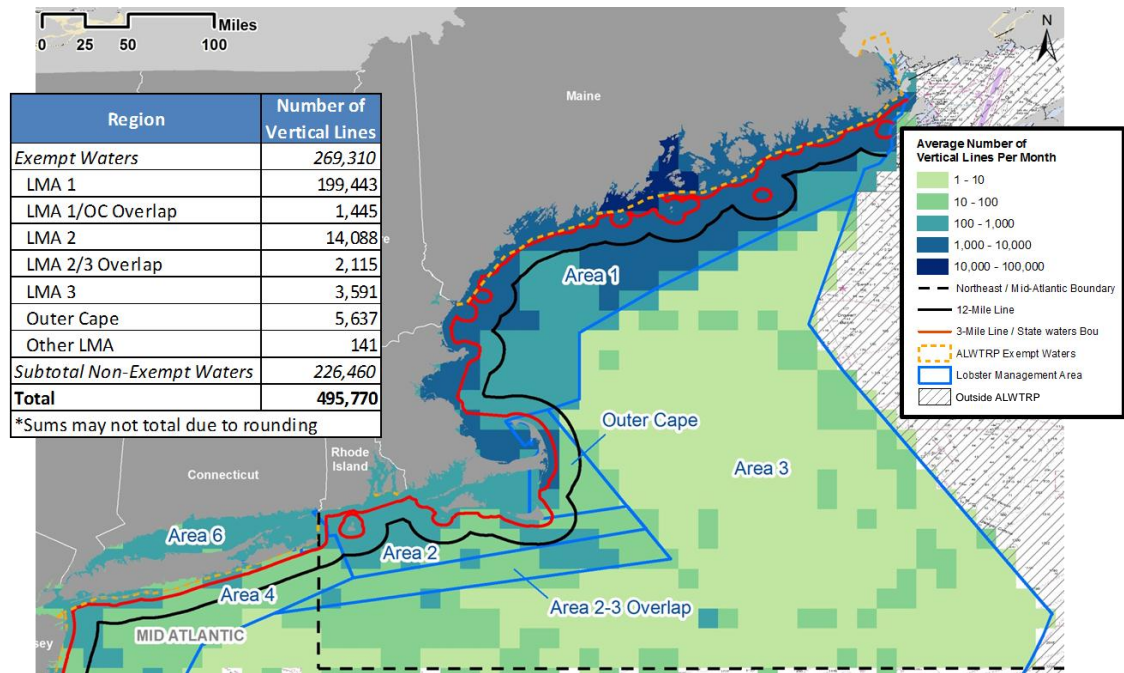 Miles
0 25 50 100
N
Maine
Region Number of Vertical Lines
Exempt Waters 269,310
LMA 1 199,443
LMA 1/OC Overlap 1,445
LMA 2 14,088
LMA 2/3 Overlap 2,115
LMA 3 3,591
Outer Cape 5,637
Other LMA 141
Subtotal Non-Exempt Waters 226,460
Total 495,770
*Sums may not total due to rounding
Average Number of
Vertical Lines Per Month
1 - 10
10 - 100
100 - 1,000
1,000 - 10,000
10,000 - 100,000
Northeast / Mid-Atlantic Boundary
12-Mile Line
3-Mile Line / State waters Bou
ALWTRP Exempt Waters
Lobster Management Area
Outside ALWTRP
Area 1
Outer Cape
Area 3
Rhode
Island
Connecticut
Area 6
Area 2
Area 4
Area 2-3 Overlap
MID ATLANTIC
sey